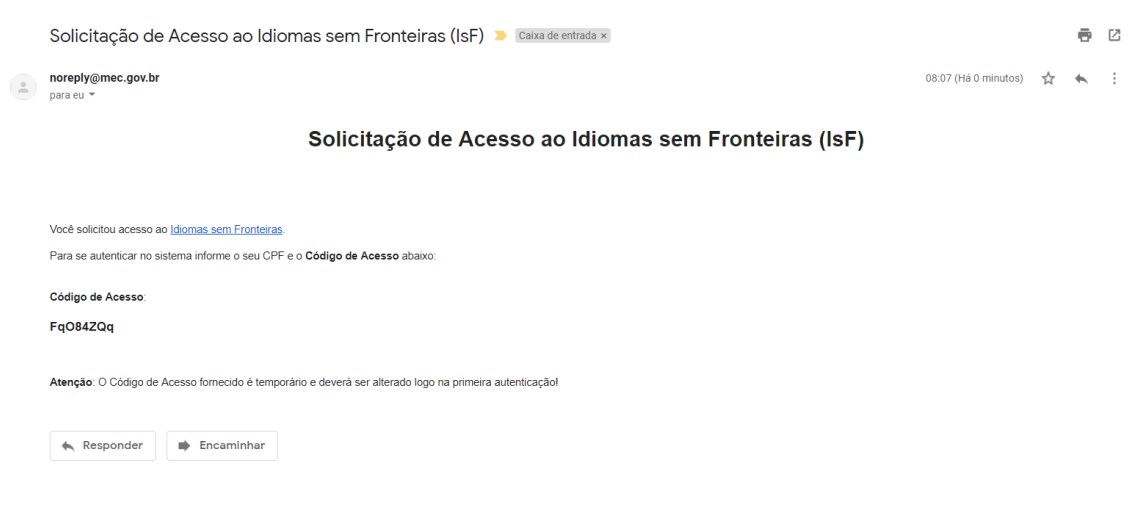 Solicitação de Acesso ao Idiomas sem Fronteiras (IsF) Caixa de entrada ×
noreply@mec.gov.br 08:07 (Há 0 minutos)
para eu
Solicitação de Acesso ao Idiomas sem Fronteiras (IsF)
Você solicitou acesso ao Idiomas sem Fronteiras.
Para se autenticar no sistema informe o seu CPF e o Código de Acesso abaixo:
Código de Acesso:
FqO84ZQq
Atenção: O Código de Acesso fornecido é temporário e deverá ser alterado logo na primeira autenticação!
Responder Encaminhar